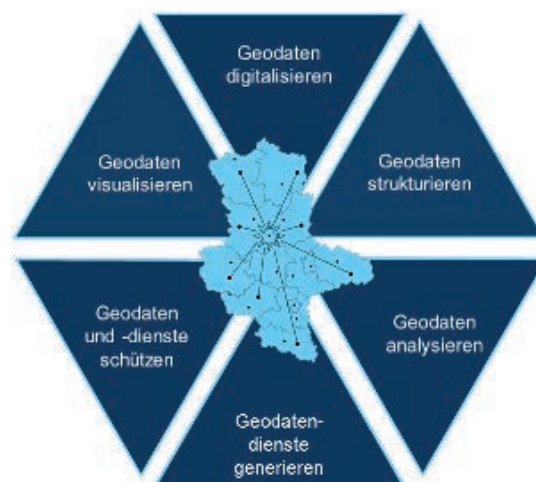 Geodaten
digitalisieren
Geodaten
strukturieren
Geodaten
analysieren
Geodaten-
dienste
generieren
Geodaten
und -dienste
schützen
Geodaten
visualisieren